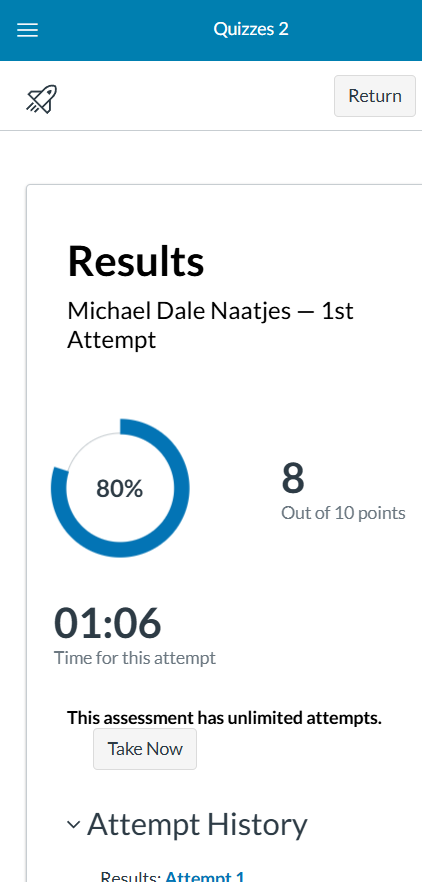 Quizzes 2
Return
Results
Michael Dale Naatjes — 1st
Attempt
80%
8
Out of 10 points
01:06
Time for this attempt
This assessment has unlimited attempts.
Take Now
Attempt History
Results: Attempt 1